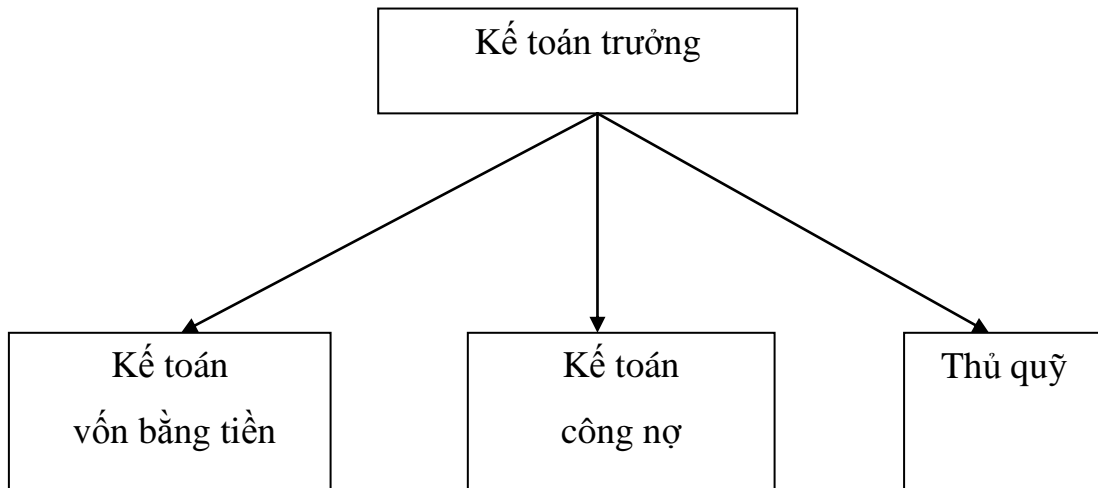 Kế toán trưởng
Kế toán
vốn bằng tiền
Kế toán
công nợ
Thủ quỹ